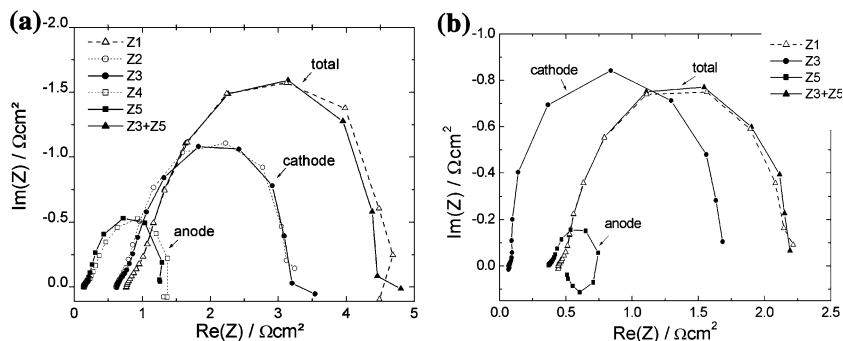 (a)
-2.0
-1.5
-1.0
-0.5
0.0
Im(Z) / Ωcm²
0 1 2 3 4 5
Re(Z) / Ωcm²
Z1
Z2
Z3
Z4
Z5
Z3+Z5
total
cathode
anode
(b)
-1.0
-0.8
-0.6
-0.4
-0.2
0.0
Im(Z) / Ωcm²
0.0 0.5 1.0 1.5 2.0 2.5
Re(Z) / Ωcm²
Z1
Z3
Z5
Z3+Z5
cathode
total
anode